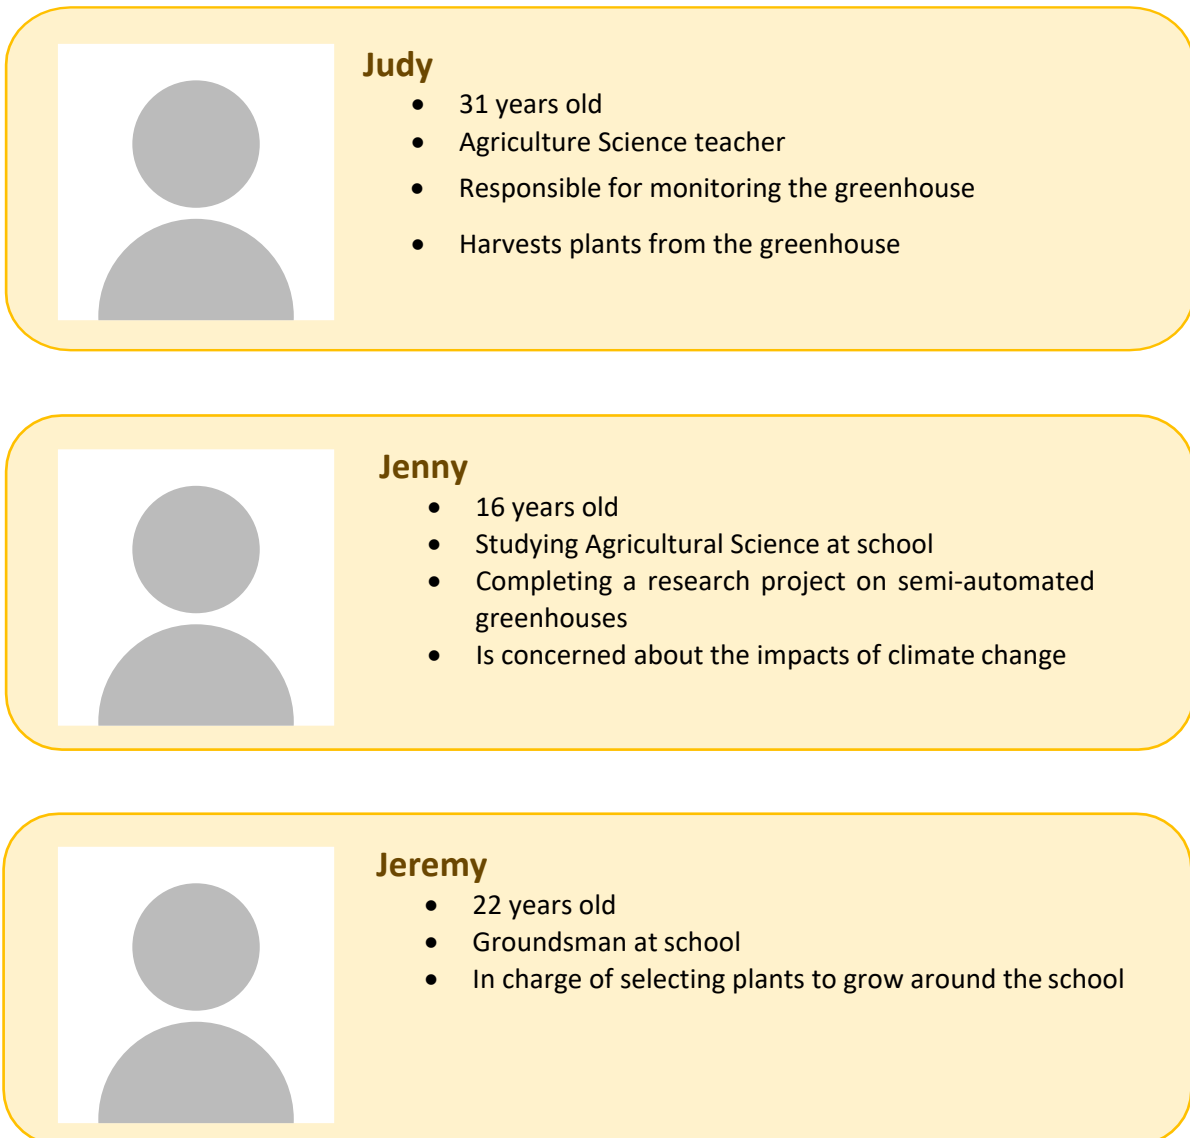 Judy
• 31 years old
• Agriculture Science teacher
• Responsible for monitoring the greenhouse
• Harvests plants from the greenhouse
Jenny
• 16 years old
• Studying Agricultural Science at school
• Completing a research project on semi-automated
greenhouses
• Is concerned about the impacts of climate change
Jeremy
• 22 years old
• Groundsman at school
• In charge of selecting plants to grow around the school